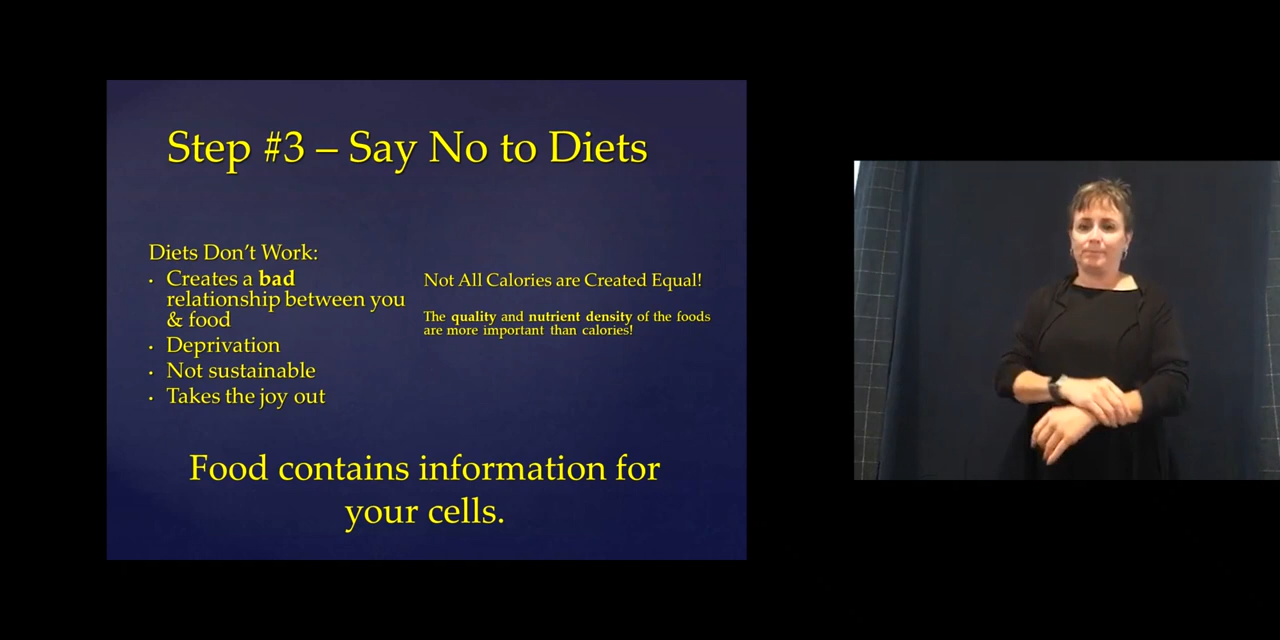 Step #3 – Say No to Diets
Diets Don't Work:
• Creates a bad
relationship between you
& food
• Deprivation
• Not sustainable
• Takes the joy out
Not All Calories are Created Equal!
The quality and nutrient density of the foods
are more important than calories!
Food contains information for
your cells.